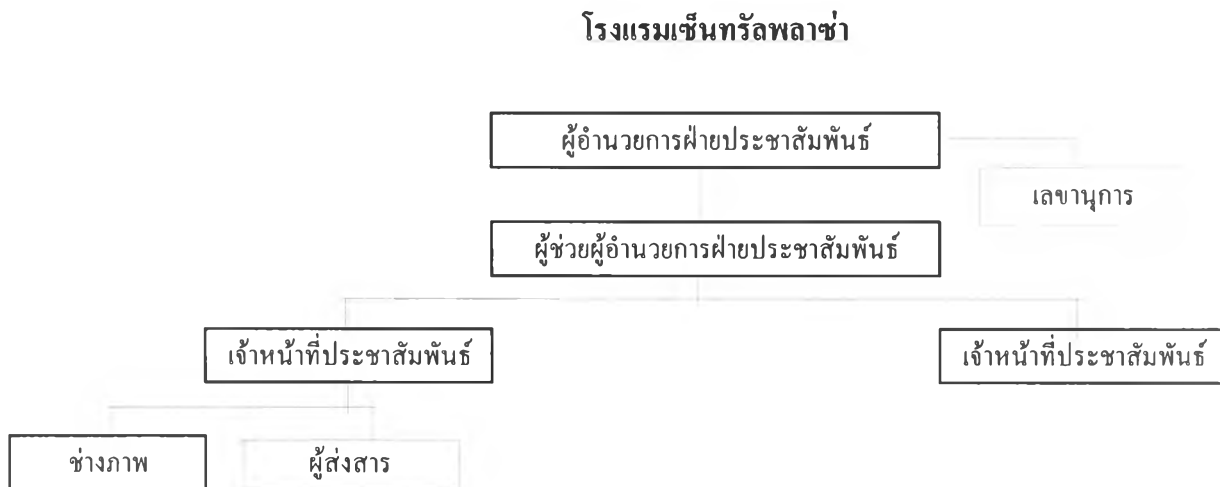 โรงแรมเซ็นทรัลพลาซ่า
ผู้อำนวยการฝ่ายประชาสัมพันธ์
เลขานุการ
ผู้ช่วยผู้อำนวยการฝ่ายประชาสัมพันธ์
เจ้าหน้าที่ประชาสัมพันธ์
เจ้าหน้าที่ประชาสัมพันธ์
ช่างภาพ
ผู้ส่งสาร